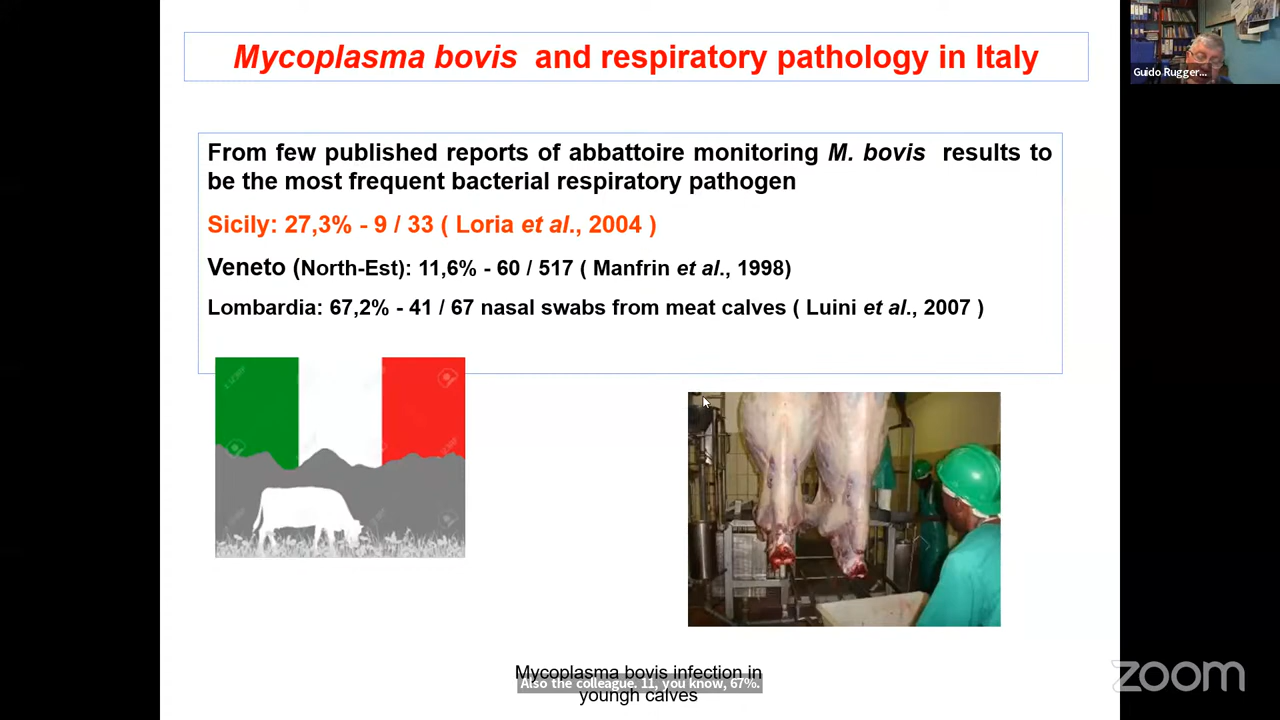 Mycoplasma bovis and respiratory pathology in Italy
Guido Rugger...
From few published reports of abbattoire monitoring M. bovis results to
be the most frequent bacterial respiratory pathogen
Sicily: 27,3% - 9 / 33 ( Loria et al., 2004 )
Veneto (North-Est): 11,6% - 60 / 517 ( Manfrin et al., 1998)
Lombardia: 67,2% - 41 / 67 nasal swabs from meat calves ( Luini et al., 2007 )
Mycoplasma bovis infection in
Also the colleague. 11, you know, 67%.
youngh calves
zoom